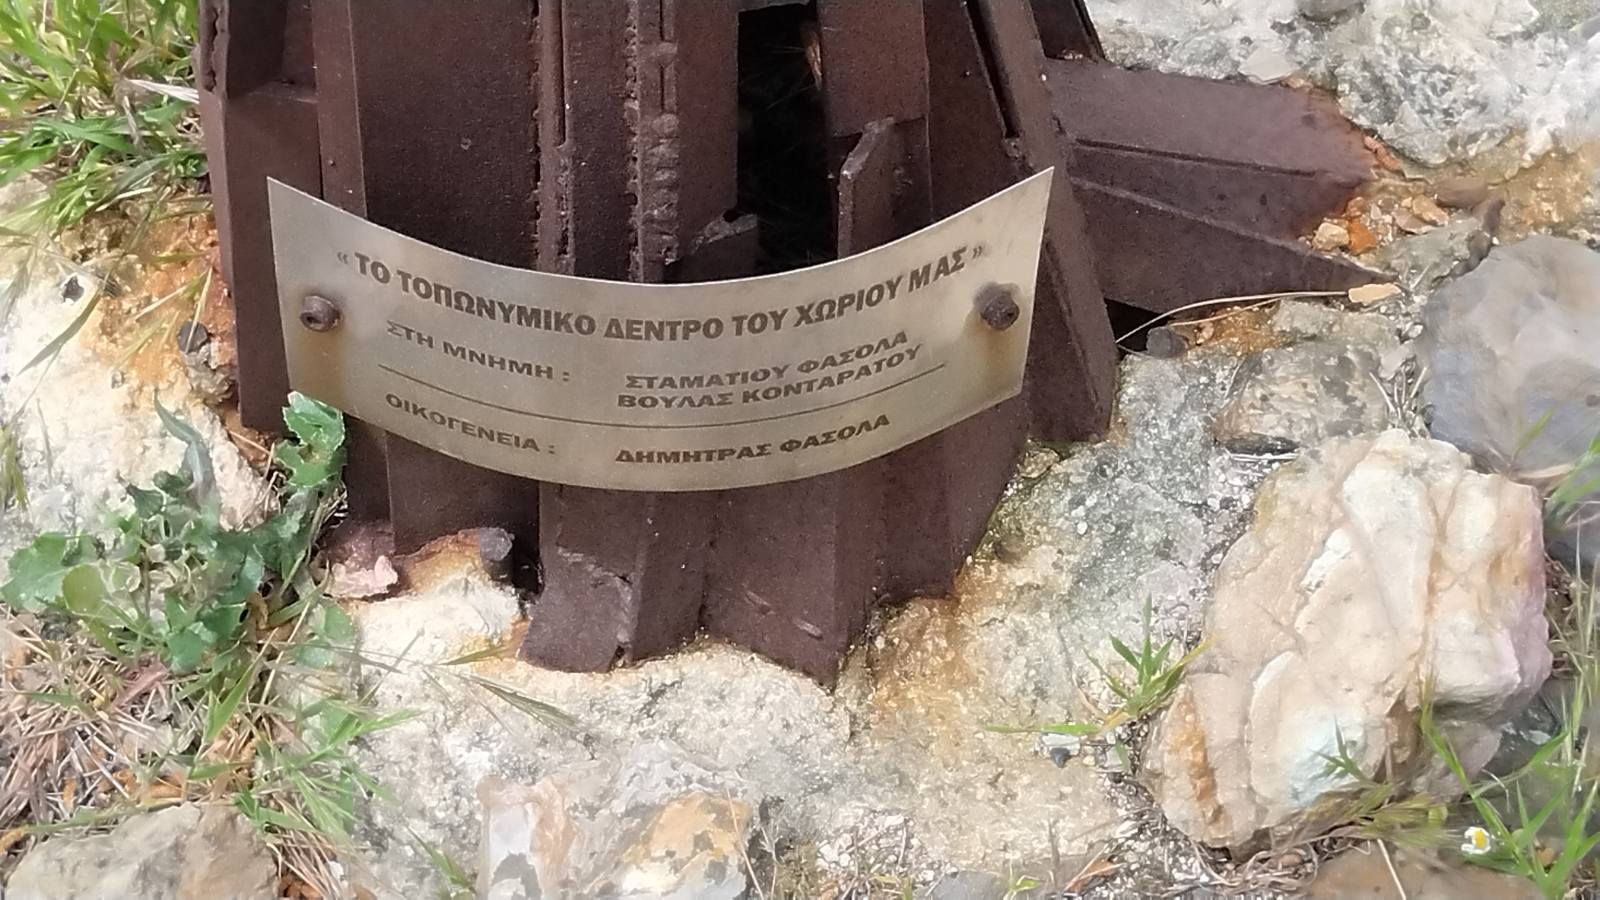 « ΤΟ ΤΟΠΩΝΥΜΙΚΟ ΔΕΝΤΡΟ ΤΟΥ ΧΩΡΙΟΥ ΜΑΣ »
ΣΤΗ ΜΝΗΜΗ : ΣΤΑΜΑΤΙΟΥ ΦΑΣΟΛΑ
ΒΟΥΛΑΣ ΚΟΝΤΑΡΑΤΟΥ
ΟΙΚΟΓΕΝΕΙΑ : ΔΗΜΗΤΡΑΣ ΦΑΣΟΛΑ